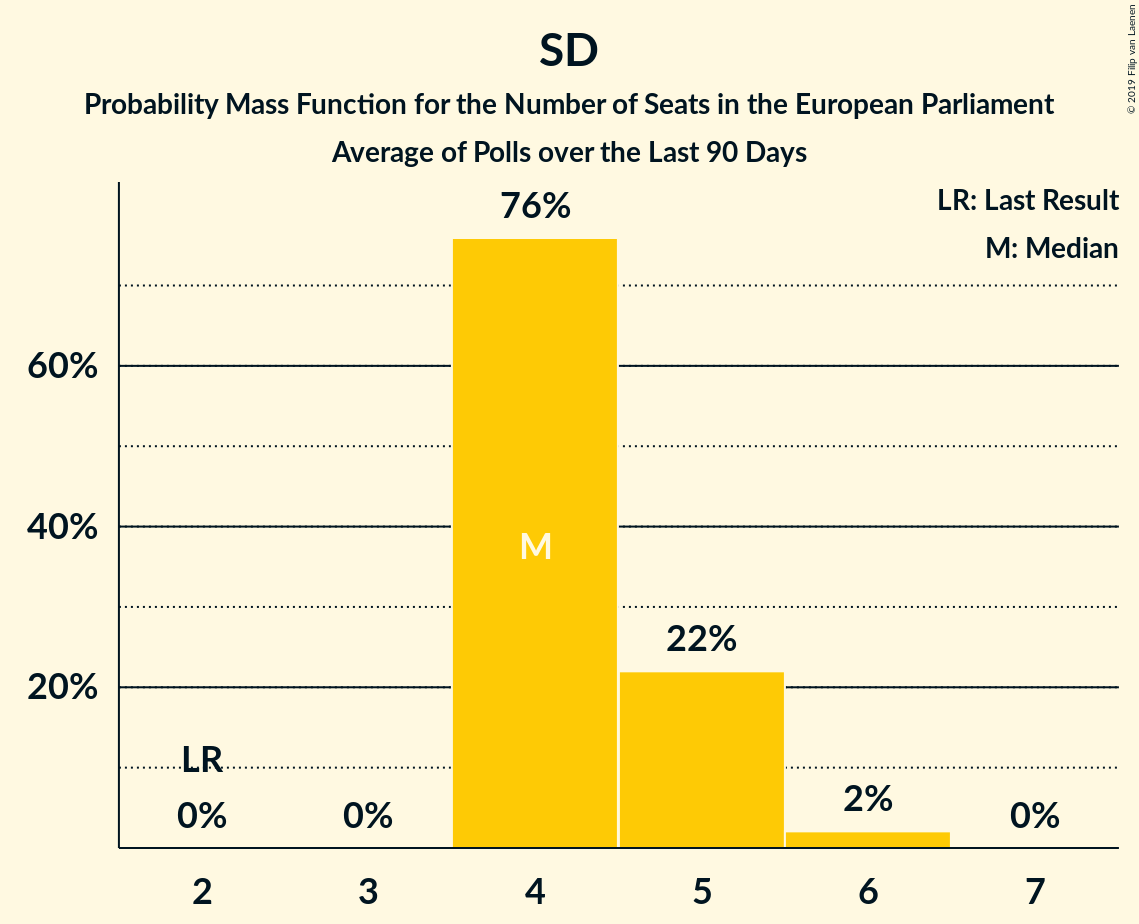 SD
Probability Mass Function for the Number of Seats in the European Parliament
Average of Polls over the Last 90 Days
© 2019 Filip van Laenen
LR: Last Result
M: Median
76%
60%
40%
M
22%
20%
LR
0%
0%
2%
0%
2
3
4
5
6
7